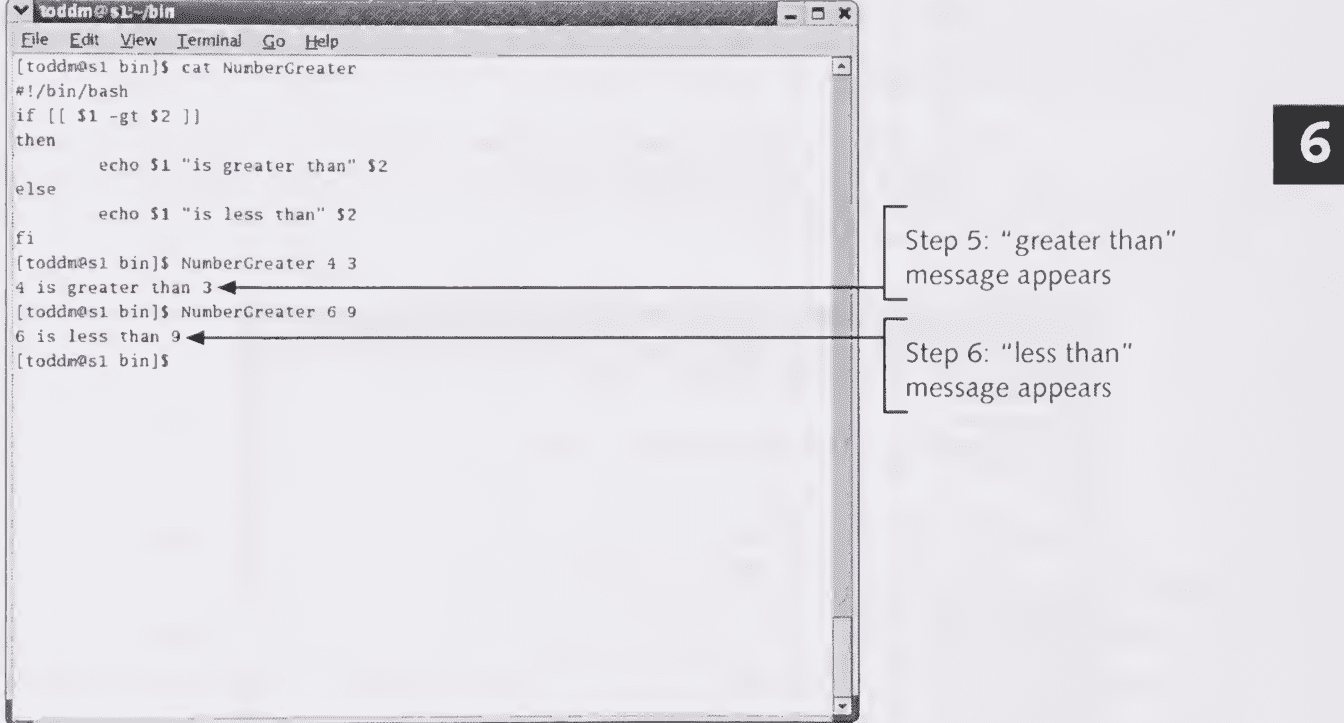 toddm@s1:~/bin
File Edit View Terminal Go Help
[toddm@s1 bin]$ cat NumberGreater
#!/bin/bash
if [[ $1 -gt $2 ]]
then
echo $1 "is greater than" $2
else
echo $1 "is less than" $2
fi
[toddm@s1 bin]$ NumberGreater 4 3
4 is greater than 3
[toddm@s1 bin]$ NumberGreater 6 9
6 is less than 9
[toddm@s1 bin]$
6
Step 5: "greater than"
message appears
Step 6: "less than"
message appears